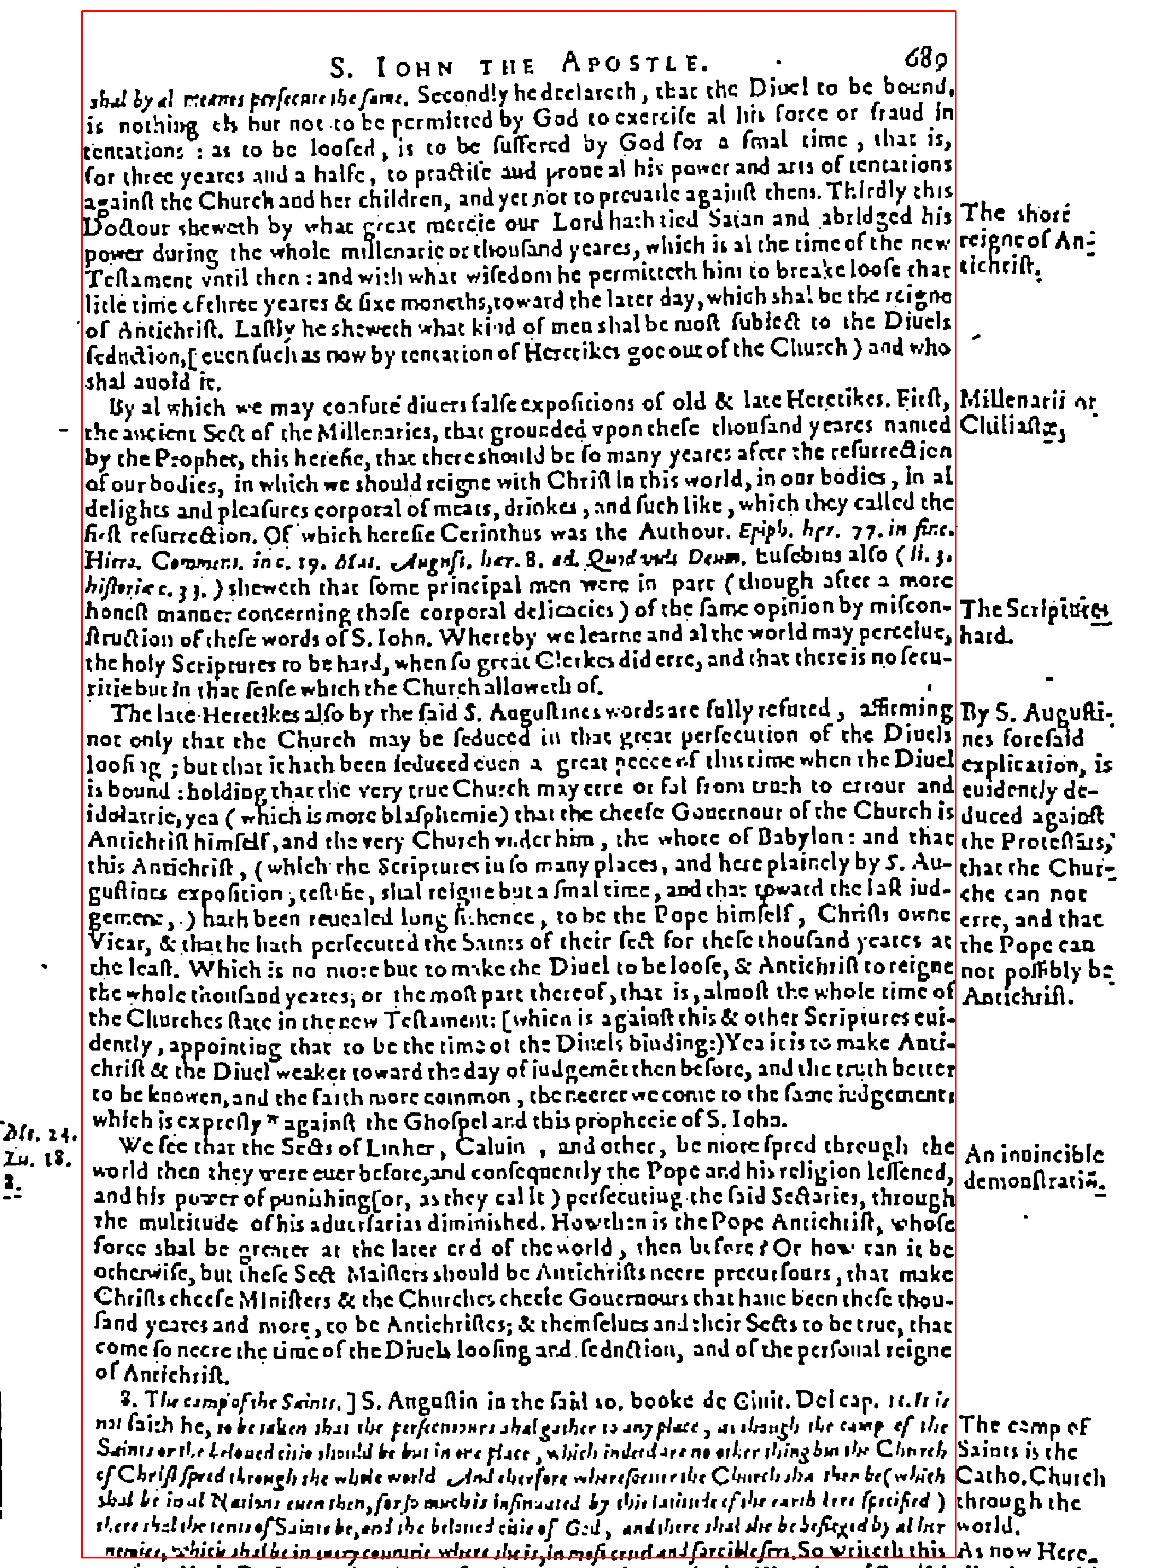 S. IOHN THE APOSTLE. 689
shal by al meanes persecute the same. Secondly he declareth, that the Diuel to be bound,
is nothing els but not to be permitted by God to exercise al his force or fraud in
tentations : as to be loosed, is to be suffered by God for a smal time, that is,
for three yeares and a halfe, to practise and proue al his power and arts of tentations
against the Church and her children, and yet not to preuaile against them. Thirdly this
Doctour sheweth by what great mercie our Lord hath tied Satan and abridged his
power during the whole millenarie or thousand yeares, which is al the time of the new
Testament vntil then : and with what wisedom he permitteth him to breake loose that
litle time of three yeares & sixe moneths, toward the later day, which shal be the reigne
of Antichrist. Lastly he sheweth what kind of men shal be most subiect to the Diuels
seduction, [euen such as now by tentation of Heretikes goe out of the Church) and who
shal auoid it.
The short
reigne of An-
tichrist.
By al which we may confute diuers false expositions of old & late Heretikes. First,
the ancient Sect of the Millenaries, that grounded vpon these thousand yeares named
by the Prophet, this heresie, that there should be so many yeares after the resurrection
of our bodies, in which we should reigne with Christ in this world, in our bodies, in al
delights and pleasures corporal of meats, drinkes, and such like, which they called the
first resurrection. Of which heresie Cerinthus was the Authour. Epiph. hęr. 77. in fine.
Hiero. Comment. in c. 19. Mat. August. hęr. 8. ad. Quod vult Deum. Eusebius also (li. 3.
historię c. 33.) sheweth that some principal men were in part (though after a more
honest manner concerning those corporal delicacies) of the same opinion by miscon-
struction of these words of S. Iohn. Whereby we learne and al the world may perceiue,
the holy Scriptures to be hard, when so great Clerkes did erre, and that there is no secu-
ritie but in that sense which the Church alloweth of.
Millenarii or
Chiliastæ,
The Scriptures
hard.
The late Heretikes also by the said S. Augustines words are fully refuted, affirming
not only that the Church may be seduced in that great persecution of the Diuels
loosing ; but that it hath been seduced euen a great peece of this time when the Diuel
is bound : holding that the very true Church may erre or fal from truth to errour and
idolatrie, yea (which is more blasphemie) that the cheefe Gouernour of the Church is
Antichrist himself, and the very Church vnder him, the whore of Babylon : and that
this Antichrist, (which the Scriptures in so many places, and here plainely by S. Au-
gustines exposition, testifie, shal reigne but a smal time, and that toward the last iud-
gement,) hath been reuealed long sithence, to be the Pope himself, Christs owne
Vicar, & that he hath persecuted the Saints of their sect for these thousand yeares at
the least. Which is no more but to make the Diuel to be loose, & Antichrist to reigne
the whole thousand yeares, or the most part thereof, that is, almost the whole time of
the Churches state in the new Testament: [which is against this & other Scriptures eui-
dently, appointing that to be the time of the Diuels binding:) Yea it is to make Anti-
christ & the Diuel weaker toward the day of iudgemēt then before, and the truth better
to be knowen, and the faith more common, the neerer we come to the same iudgement:
which is expresly " against the Ghospel and this prophecie of S. Iohn.
By S. Augusti-
nes foresaid
explication, is
euidently de-
duced against
the Protestāts,
that the Chur-
che can not
erre, and that
the Pope can
not possibly be
Antichrist.
Mt. 24.
Lu. 18.
8.
We see that the Sects of Luther, Caluin, and other, be more spred through the
world then they were euer before, and consequently the Pope and his religion lessened,
and his power of punishing [or, as they cal it) persecuting the said Sectaries, through
the multitude of his aduersaries diminished. How then is the Pope Antichrist, whose
force shal be greater at the later end of the world, then before ? Or how can it be
otherwise, but these Sect Maisters should be Antichrists neere precursours, that make
Christs cheefe Ministers & the Churches cheefe Gouernours that haue been these thou-
sand yeares and more, to be Antichristes; & themselues and their Sects to be true, that
come so neere the time of the Diuels loosing and seduction, and of the personal reigne
of Antichrist.
An inuincible
demonstratiō.
8. The camp of the Saints.] S. Augustin in the said 20. booke de Ciuit. Dei cap. 11. It is
not saith he, to be taken that the persecutours shal gather to any place, as though the camp of the
Saints or the beloued citie should be but in one place, which indeed are no other thing but the Church
of Christ spred through the whole world. And therfore wheresoeuer the Church shal then be (which
shal be in al Nations euen then, for so much is insinuated by this latitude of the earth here specified)
there shal the tents of Saints be, and the beloued citie of God, and there shal she be besieged by al her
nemies, which shal be in euery countrie where she is, in most cruel and forcible sort. So writeth this
The camp of
Saints is the
Catho. Church
through the
world.
As now Here-